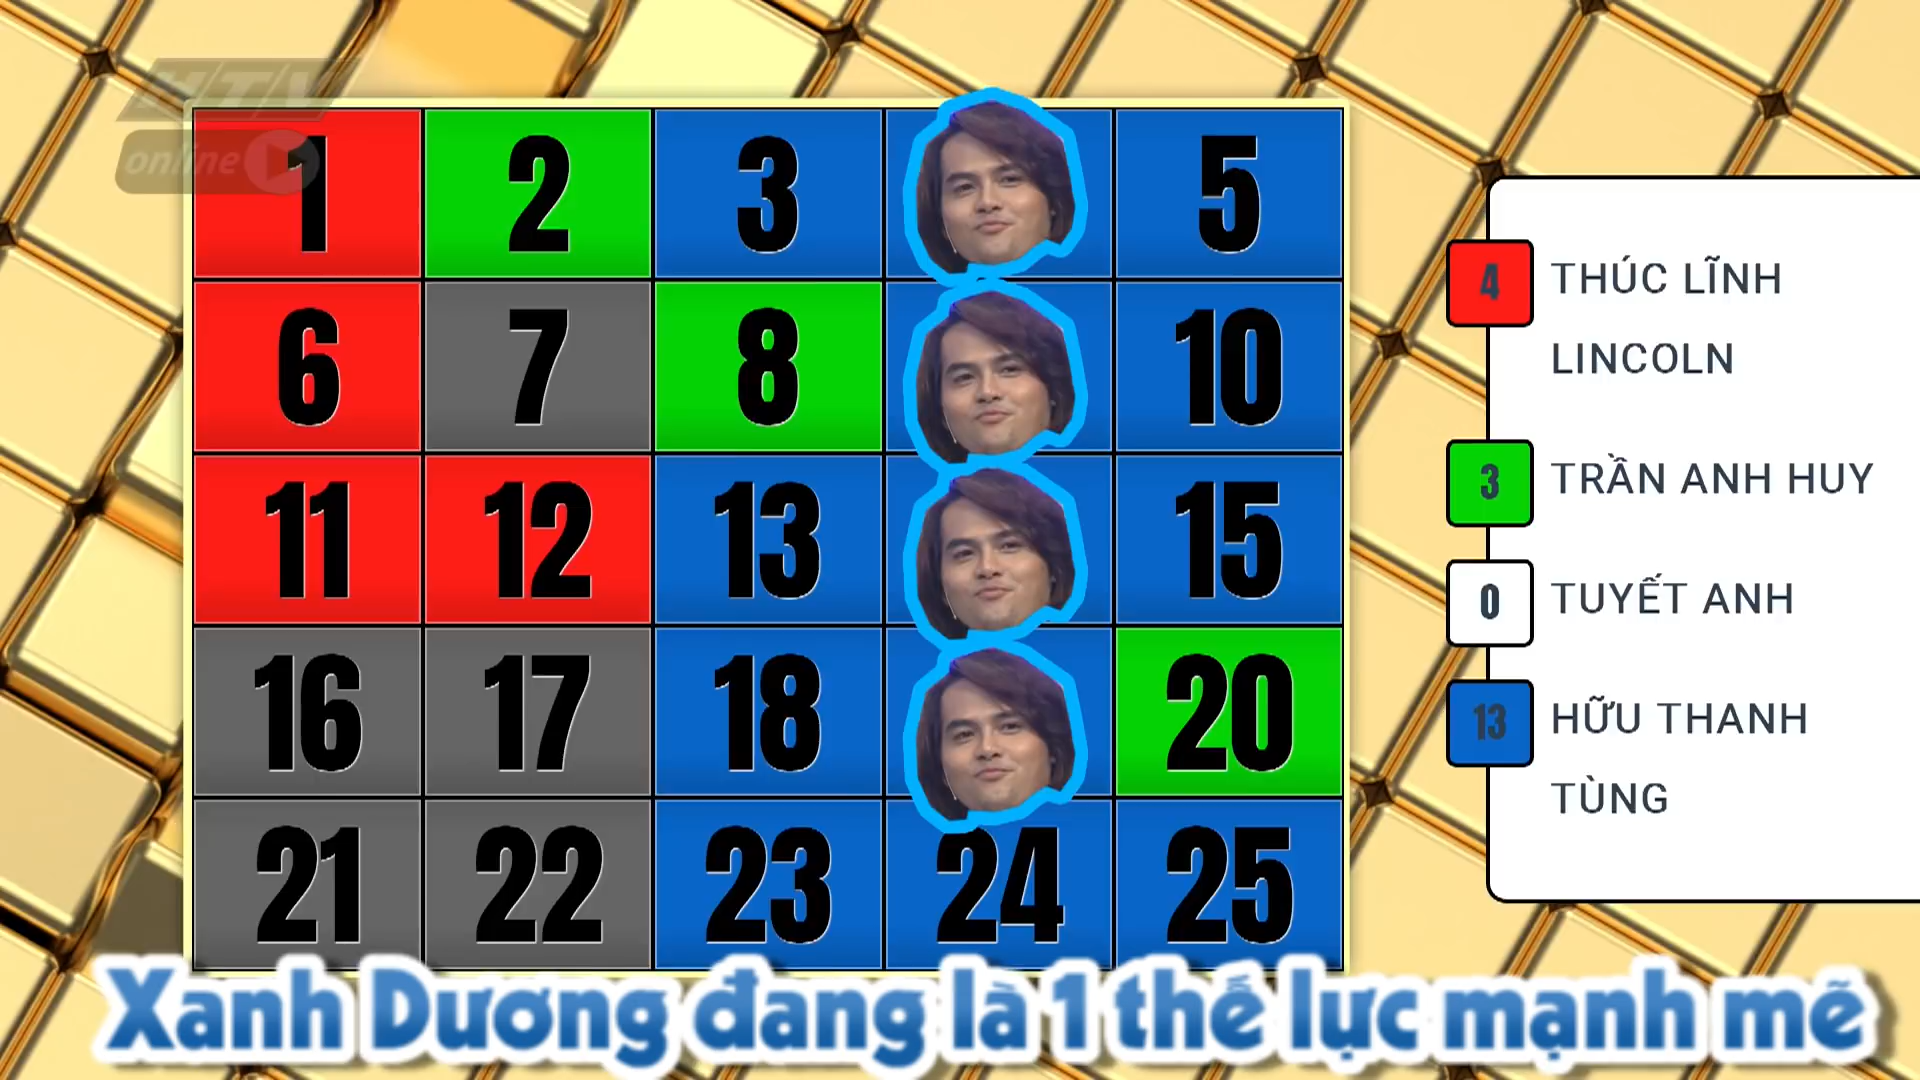 HTV
online
1 2 3 5
6 7 8 10
11 12 13 15
16 17 18 20
21 22 23 24 25
4 THÚC LĨNH
LINCOLN
3 TRẦN ANH HUY
0 TUYẾT ANH
13 HỮU THANH
TÙNG
Xanh Dương đang là 1 thế lực mạnh mẽ